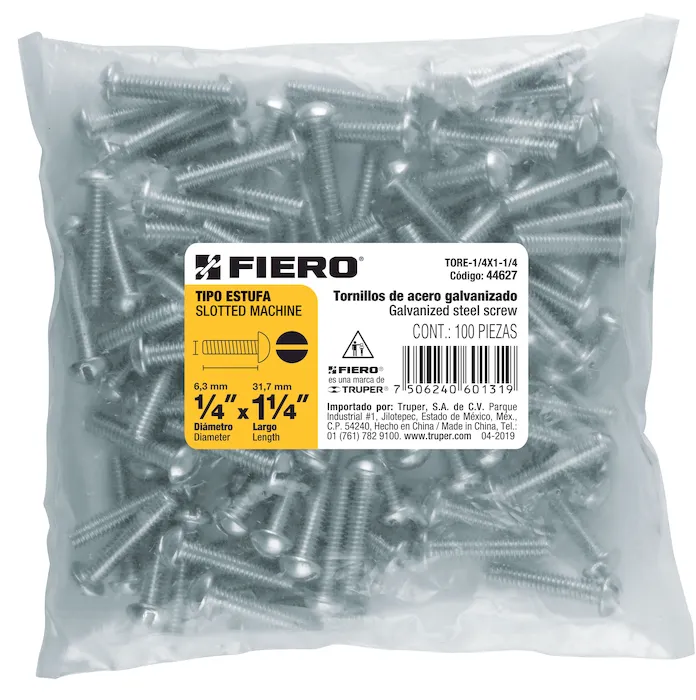 FIERO®
TORE-1/4X1-1/4
Código: 44627
TIPO ESTUFA
SLOTTED MACHINE
6,3 mm
31,7 mm
1/4" x 1 1/4"
Diámetro
Largo
Diameter
Length
Tornillos de acero galvanizado
Galvanized steel screw
CONT.: 100 PIEZAS
FIERO®
es una marca de
TRUPER®
7 506240 601319
Importado por: Truper, S.A. de C.V. Parque
Industrial #1, Jilotepec, Estado de México, Méx.,
C.P. 54240, Hecho en China / Made in China, Tel.:
01 (761) 782 9100. www.truper.com 04-2019